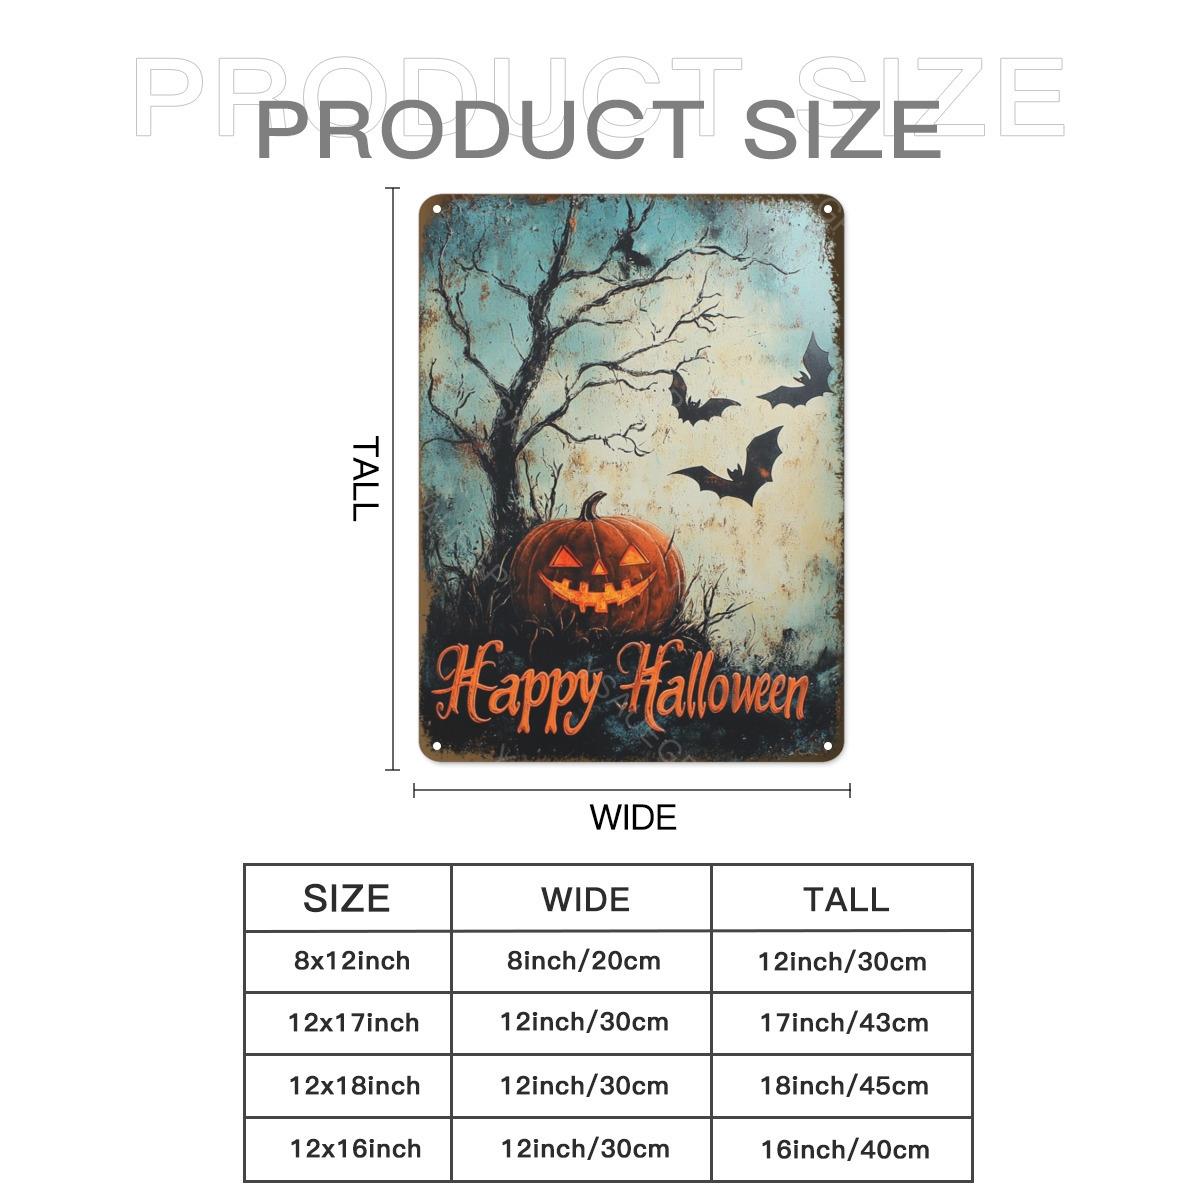 PRODUCT SIZE
PRODUCT SIZE
TALL
Happy Halloween
WIDE
SIZE WIDE TALL
8x12inch 8inch/20cm 12inch/30cm
12x17inch 12inch/30cm 17inch/43cm
12x18inch 12inch/30cm 18inch/45cm
12x16inch 12inch/30cm 16inch/40cm